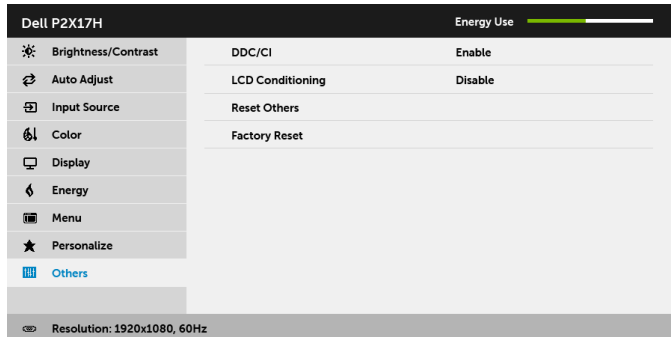 Dell P2X17H Energy Use
Brightness/Contrast DDC/CI Enable
Auto Adjust LCD Conditioning Disable
Input Source Reset Others
Color Factory Reset
Display
Energy
Menu
Personalize
Others
Resolution: 1920x1080, 60Hz